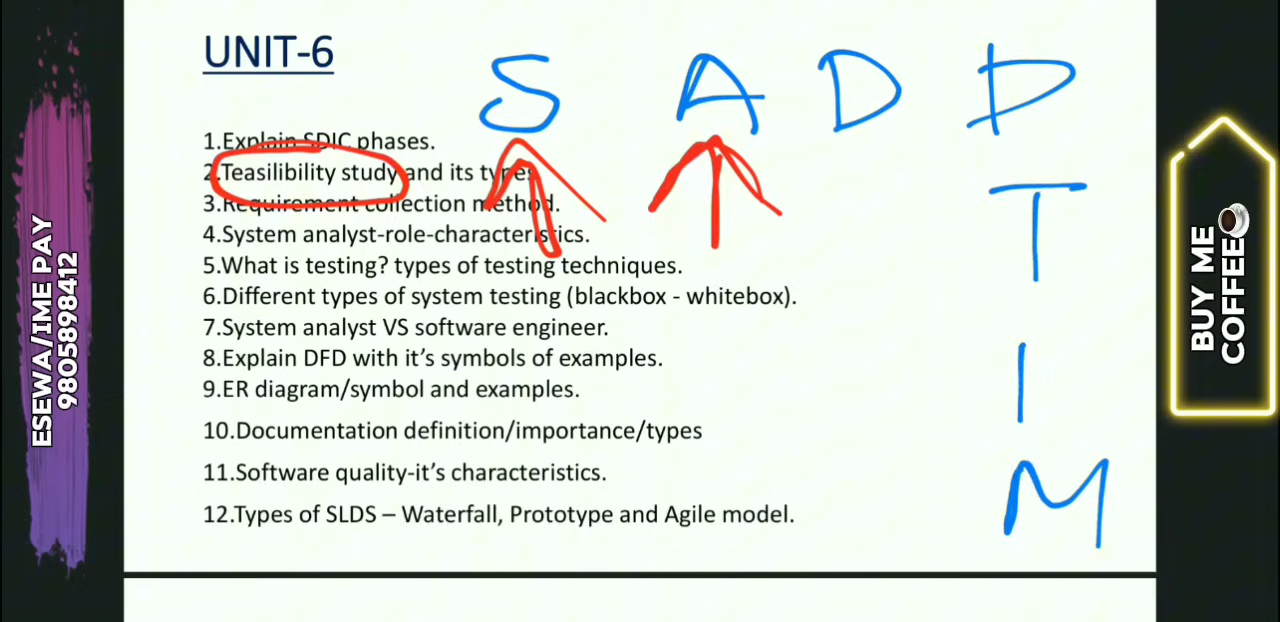 UNIT-6
S A D D
T
I
M
1.Explain SDIC phases.
2.Teasilibility study and its types.
3.Requirement collection method.
4.System analyst-role-characteristics.
5.What is testing? types of testing techniques.
6.Different types of system testing (blackbox - whitebox).
7.System analyst VS software engineer.
8.Explain DFD with it’s symbols of examples.
9.ER diagram/symbol and examples.
10.Documentation definition/importance/types
11.Software quality-it’s characteristics.
12.Types of SLDS – Waterfall, Prototype and Agile model.
ESEWA/IME PAY
9805898412
BUY ME
COFFEE